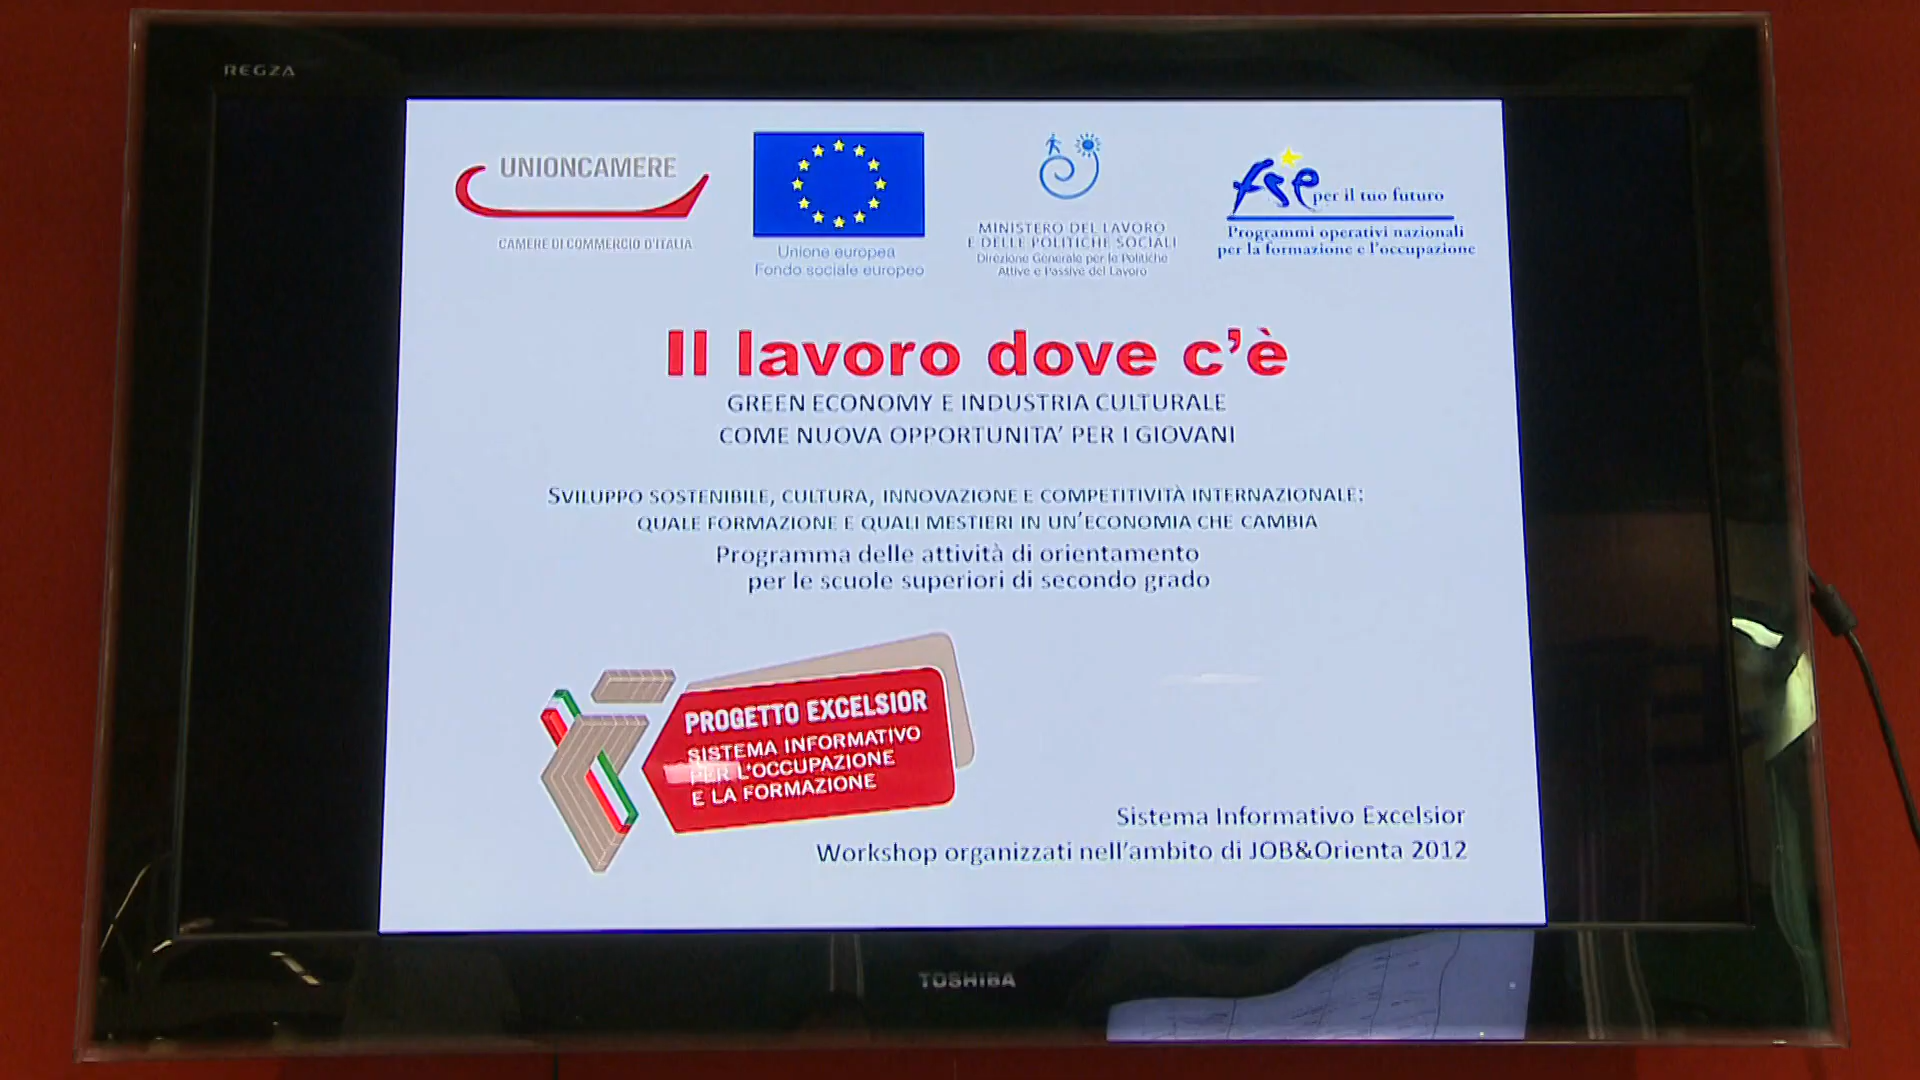 REGZA
UNIONCAMERE
CAMERE DI COMMERCIO D'ITALIA
Unione europea
Fondo sociale europeo
MINISTERO DEL LAVORO
E DELLE POLITICHE SOCIALI
Direzione Generale per le Politiche
Attive e Passive del Lavoro
fse per il tuo futuro
Programmi operativi nazionali
per la formazione e l'occupazione
Il lavoro dove c'è
GREEN ECONOMY E INDUSTRIA CULTURALE
COME NUOVA OPPORTUNITA' PER I GIOVANI
SVILUPPO SOSTENIBILE, CULTURA, INNOVAZIONE E COMPETITIVITÀ INTERNAZIONALE:
QUALE FORMAZIONE E QUALI MESTIERI IN UN'ECONOMIA CHE CAMBIA
Programma delle attività di orientamento
per le scuole superiori di secondo grado
PROGETTO EXCELSIOR
SISTEMA INFORMATIVO
PER L'OCCUPAZIONE
E LA FORMAZIONE
Sistema Informativo Excelsior
Workshop organizzati nell'ambito di JOB&Orienta 2012
TOSHIBA